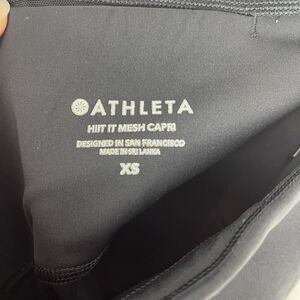 ATHLETA
HIIT IT MESH CAPRI
DESIGNED IN SAN FRANCISCO
MADE IN SRI LANKA
XS